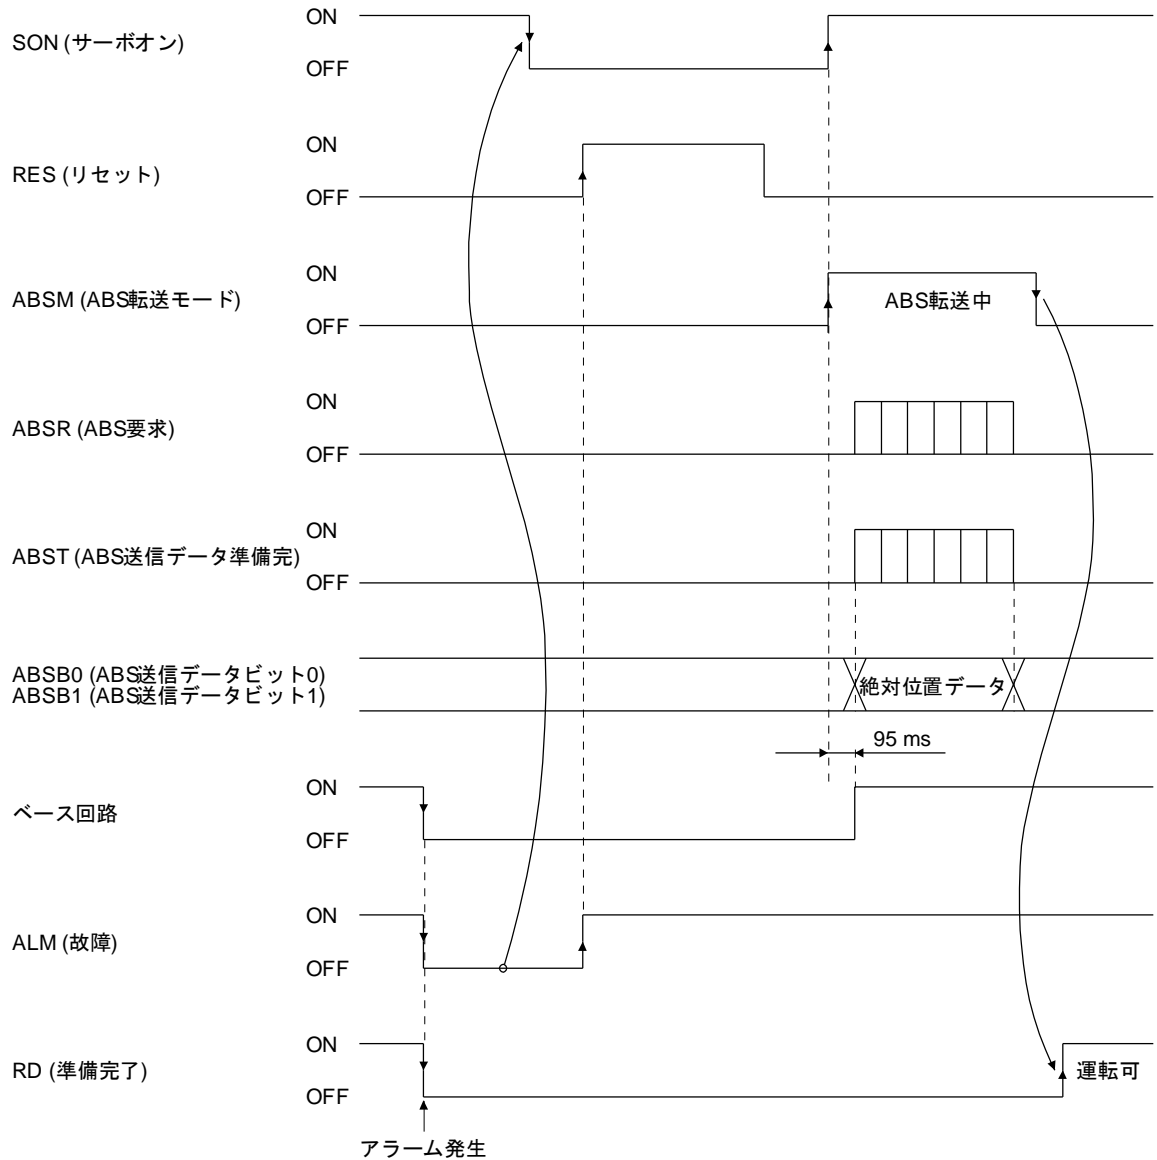 ON
SON (サーボオン)
OFF
ON
RES (リセット)
OFF
ON
ABSM (ABS転送モード)
ABS転送中
OFF
ON
ABSR (ABS要求)
OFF
ON
ABST (ABS送信データ準備完)
OFF
ABSB0 (ABS送信データビット0)
ABSB1 (ABS送信データビット1)
絶対位置データ
95 ms
ON
ベース回路
OFF
ON
ALM (故障)
OFF
ON
RD (準備完了)
運転可
OFF
アラーム発生